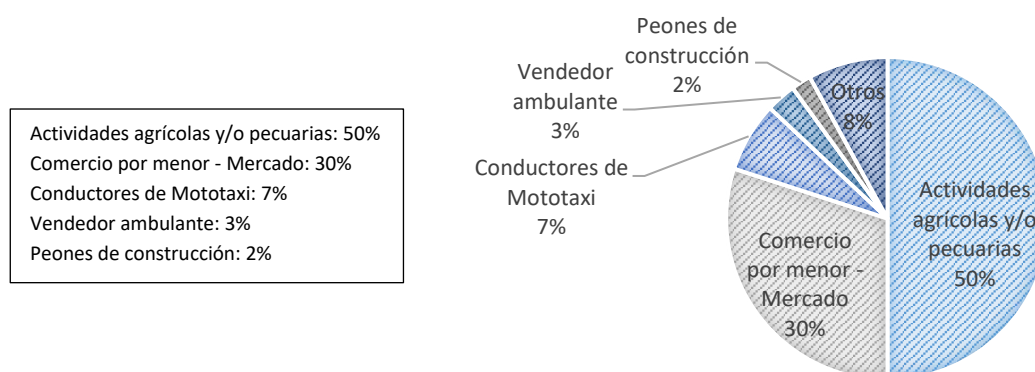 Actividades agrícolas y/o pecuarias: 50%
Comercio por menor - Mercado: 30%
Conductores de Mototaxi: 7%
Vendedor ambulante: 3%
Peones de construcción: 2%
Peones de
construcción
2%
Vendedor
ambulante
3%
Conductores de
Mototaxi
7%
Otros
8%
Actividades
agricolas y/o
pecuarias
50%
Comercio
por menor -
Mercado
30%